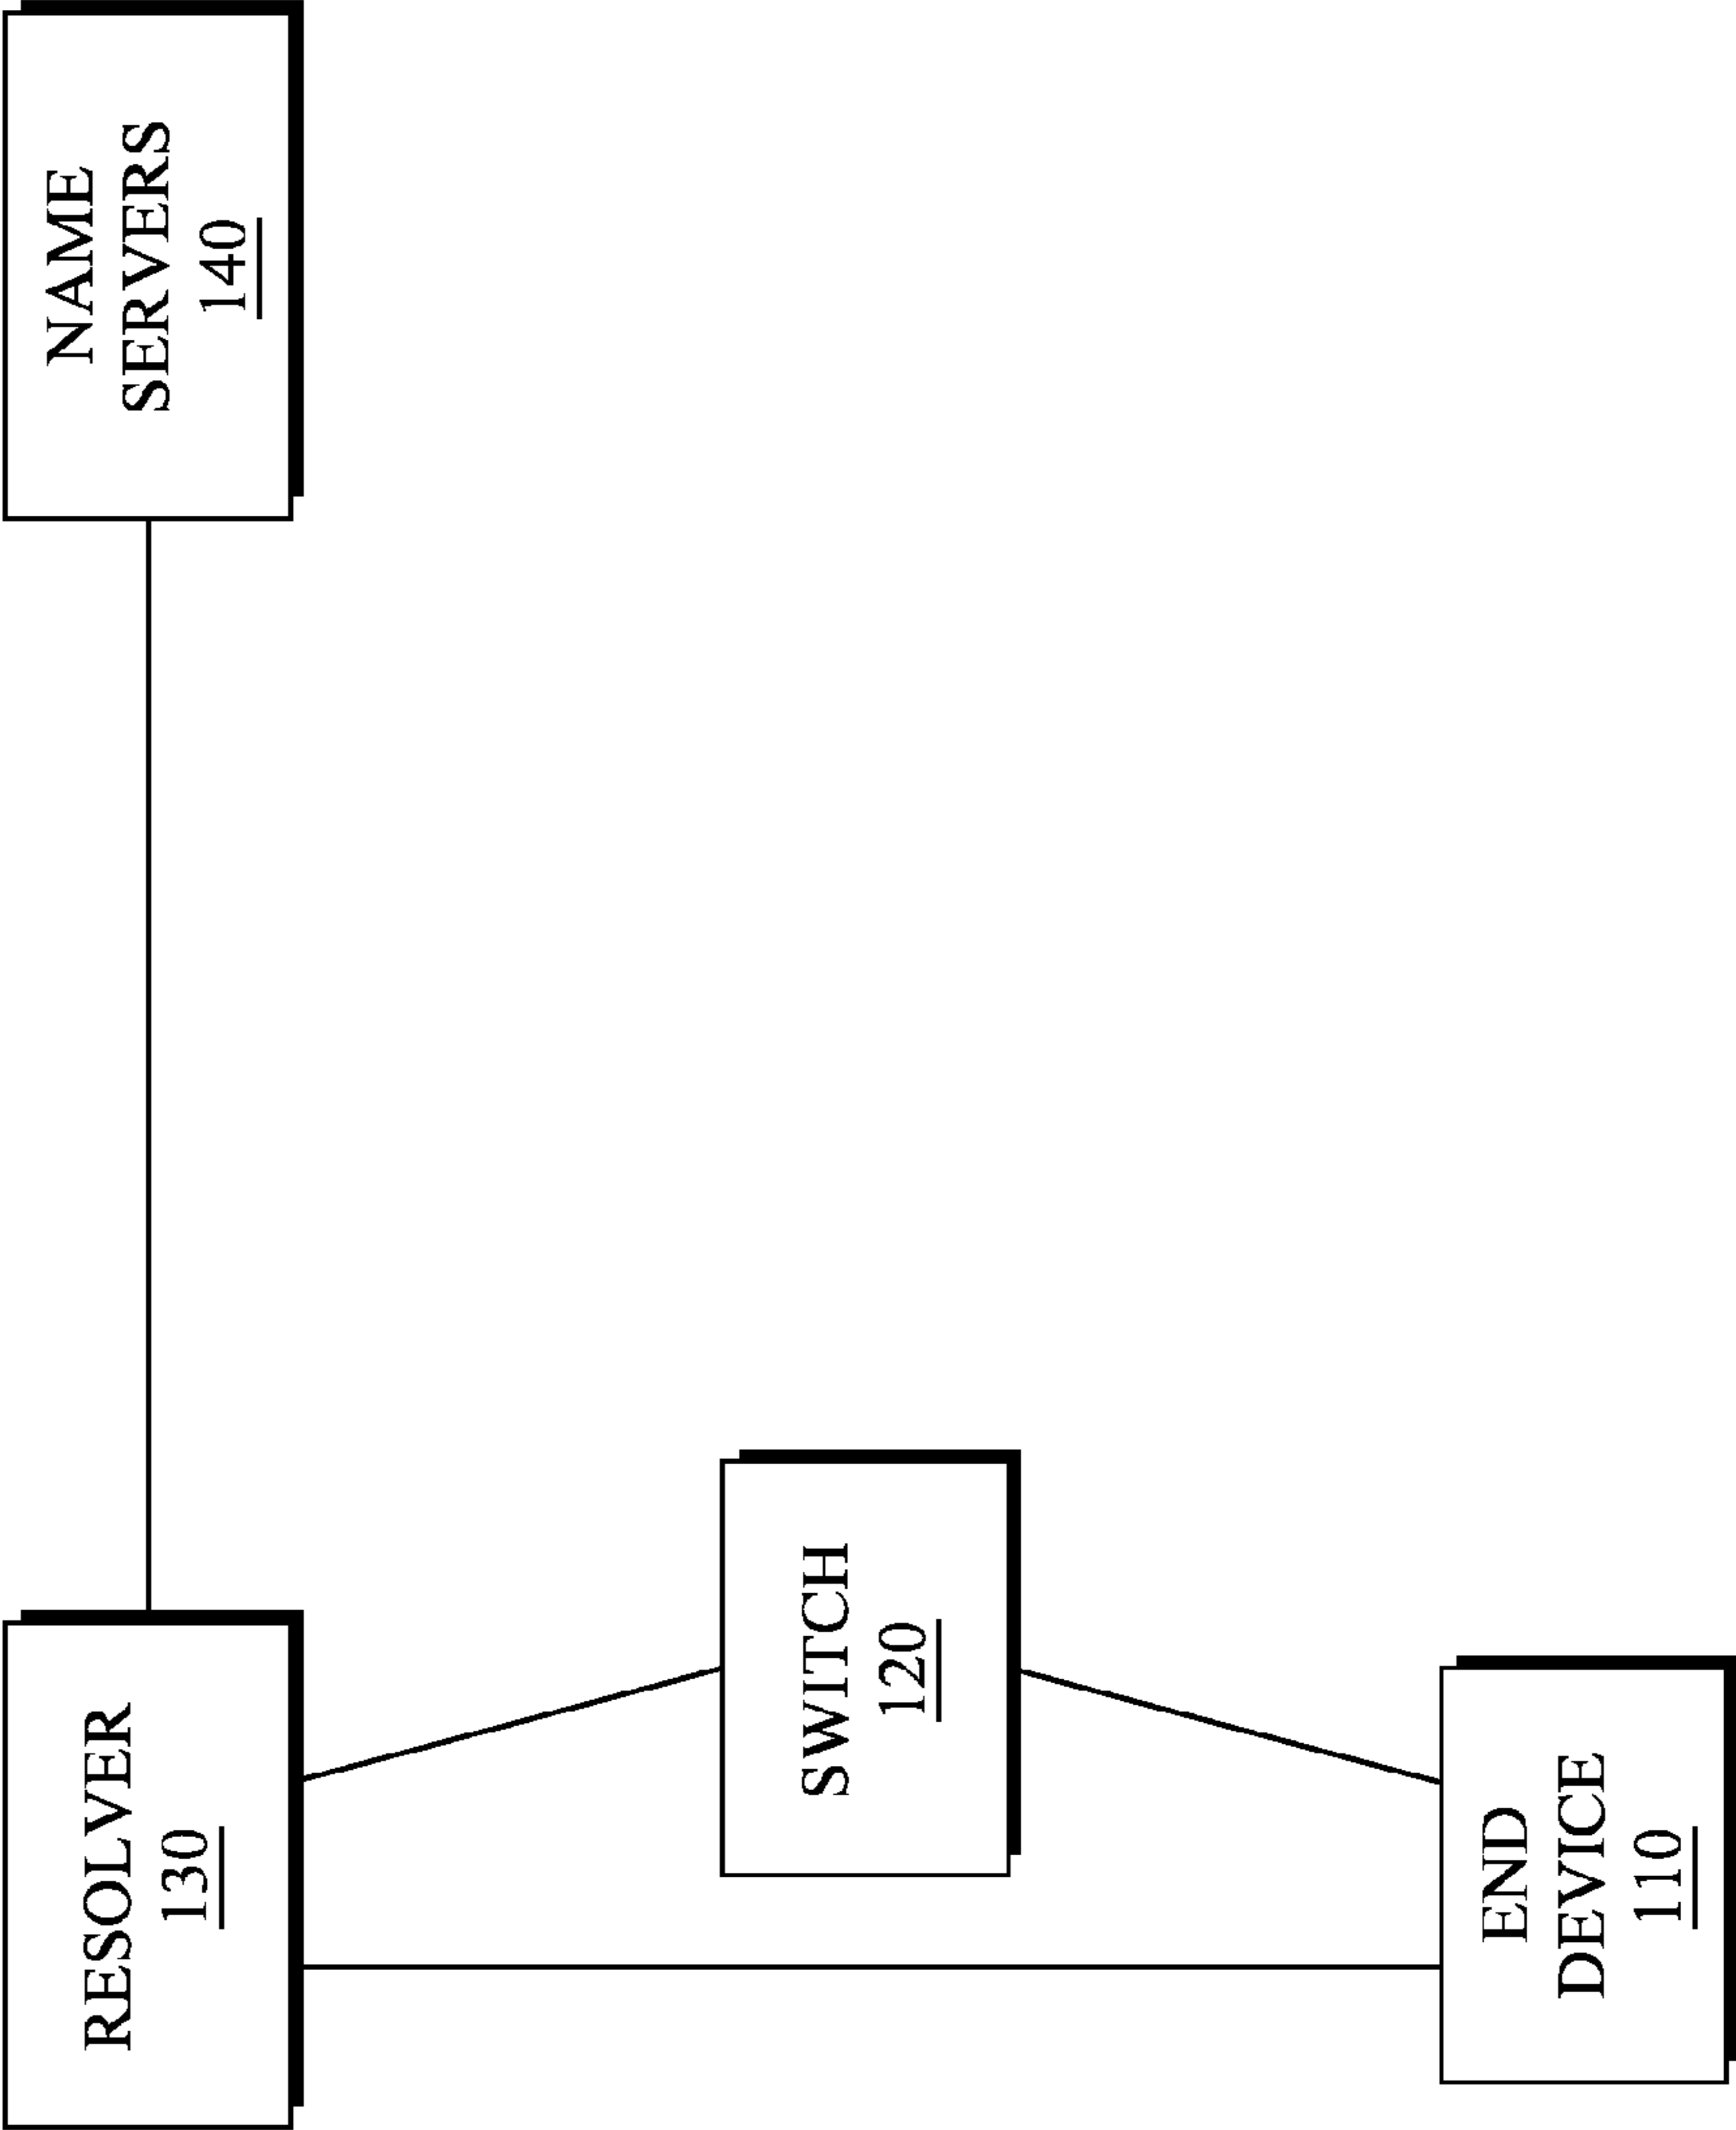 RESOLVER
130
NAME
SERVERS
140
SWITCH
120
END
DEVICE
110